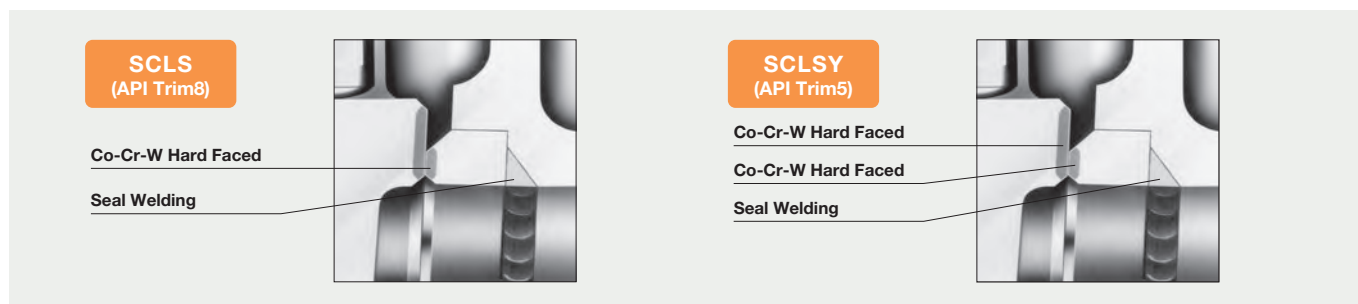 SCLS
(API Trim8)
Co-Cr-W Hard Faced
Seal Welding
SCLSY
(API Trim5)
Co-Cr-W Hard Faced
Co-Cr-W Hard Faced
Seal Welding